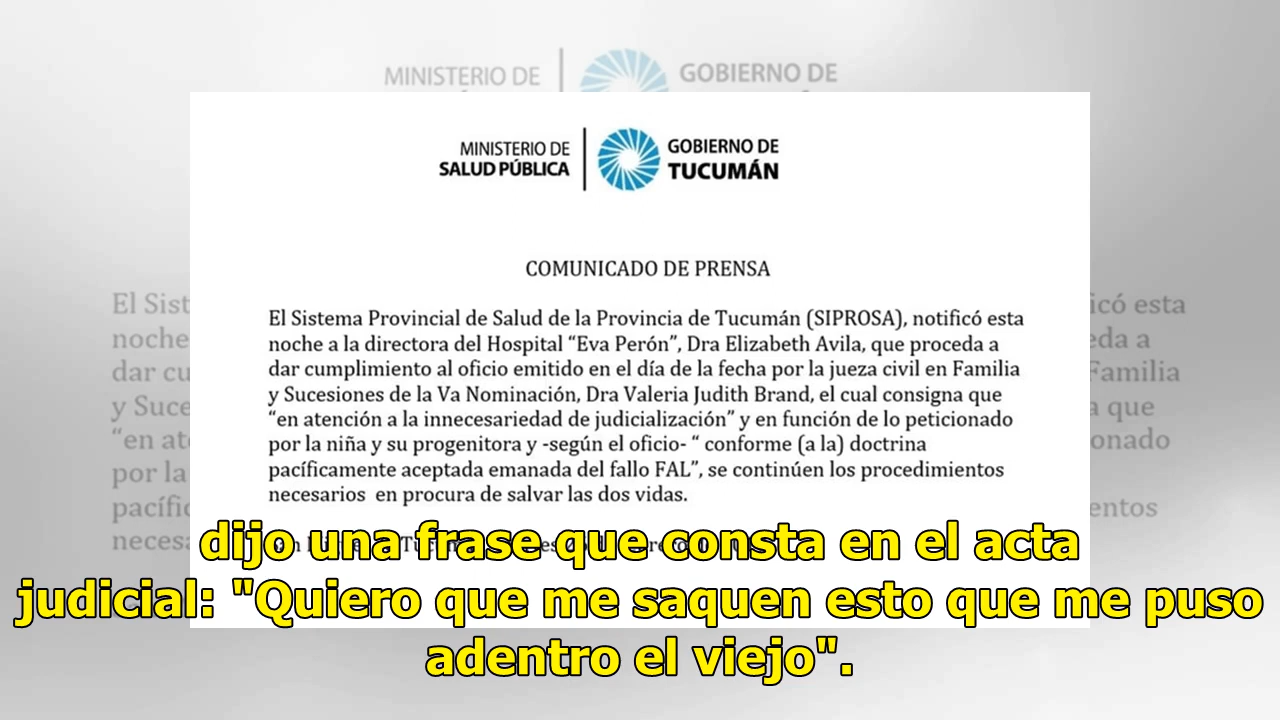 MINISTERIO DE
GOBIERNO DE
MINISTERIO DE
SALUD PÚBLICA
GOBIERNO DE
TUCUMÁN
COMUNICADO DE PRENSA
El Sistema Provincial de Salud de la Provincia de Tucumán (SIPROSA), notificó esta
noche a la directora del Hospital “Eva Perón”, Dra Elizabeth Avila, que proceda a
dar cumplimiento al oficio emitido en el día de la fecha por la jueza civil en Familia
y Sucesiones de la Va Nominación, Dra Valeria Judith Brand, el cual consigna que
“en atención a la innecesariedad de judicialización” y en función de lo peticionado
por la niña y su progenitora y -según el oficio- “ conforme (a la) doctrina
pacíficamente aceptada emanada del fallo FAL”, se continúen los procedimientos
necesarios en procura de salvar las dos vidas.
dijo una frase que consta en el acta
judicial: "Quiero que me saquen esto que me puso
adentro el viejo".